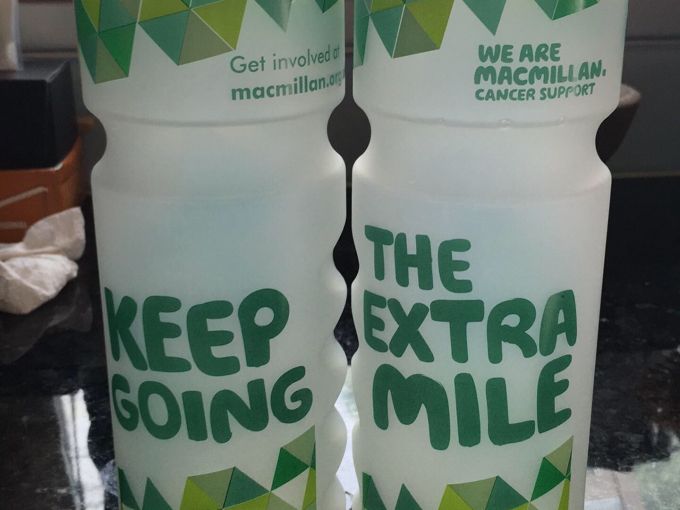 Get involved at
macmillan.org
WE ARE
MACMILLAN.
CANCER SUPPORT
KEEP
GOING
THE
EXTRA
MILE